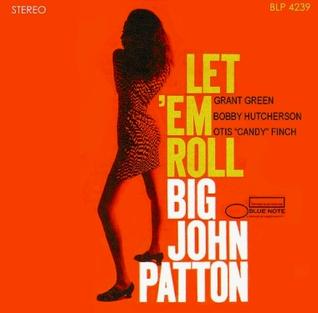 STEREO
BLP 4239
LET
'EM
ROLL
GRANT GREEN
BOBBY HUTCHERSON
OTIS "CANDY" FINCH
BIG
JOHN
PATTON
BLUE NOTE